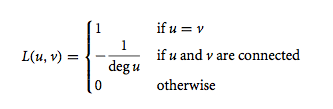 L(u, v) = { 1 if u = v
− 1/deg u if u and v are connected
0 otherwise